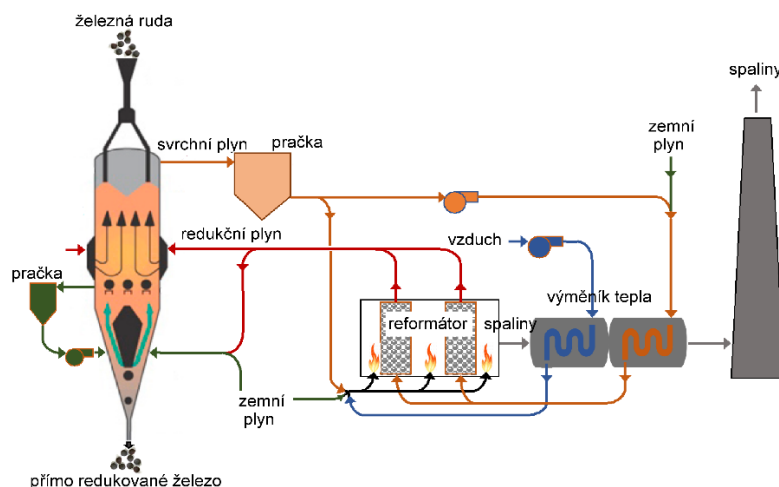 železná ruda
spaliny
svrchní plyn
pračka
zemní
plyn
redukční plyn
vzduch
pračka
výměník tepla
reformátor
spaliny
zemní
plyn
přímo redukované železo